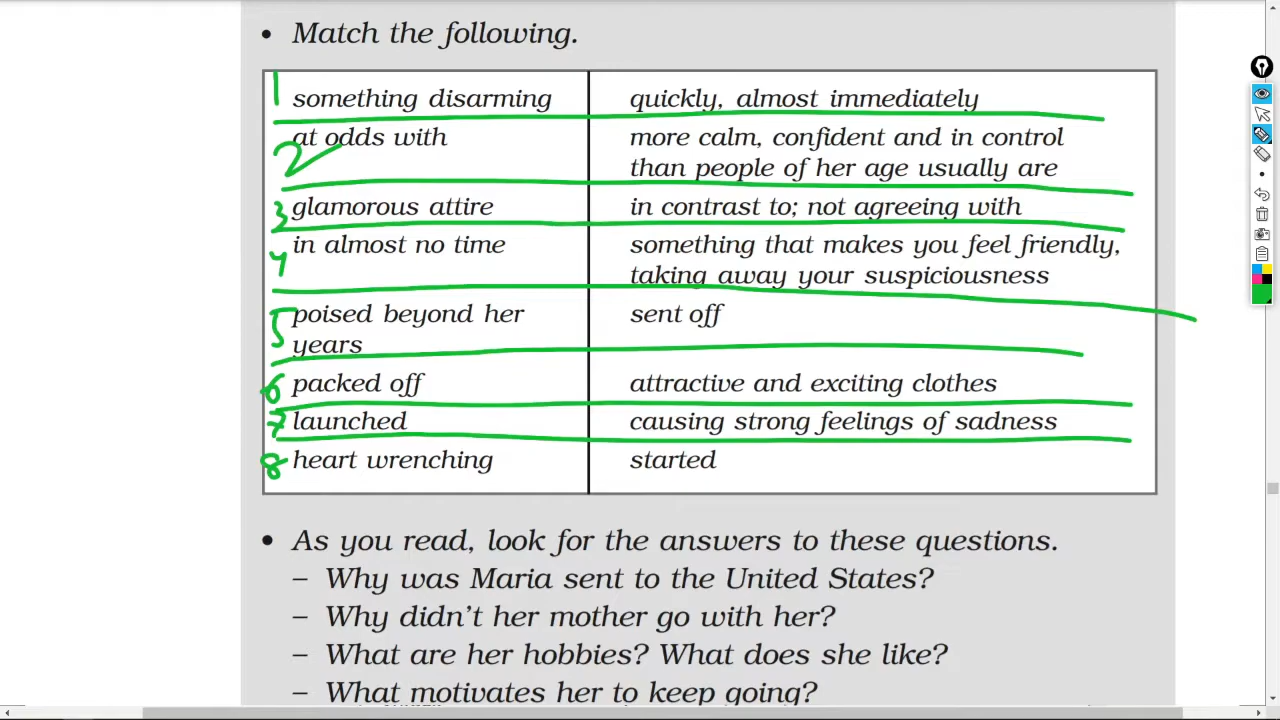 • Match the following.
1 something disarming quickly, almost immediately
2 at odds with more calm, confident and in control
than people of her age usually are
3 glamorous attire in contrast to; not agreeing with
4 in almost no time something that makes you feel friendly,
taking away your suspiciousness
5 poised beyond her sent off
years
6 packed off attractive and exciting clothes
7 launched causing strong feelings of sadness
8 heart wrenching started
• As you read, look for the answers to these questions.
– Why was Maria sent to the United States?
– Why didn't her mother go with her?
– What are her hobbies? What does she like?
– What motivates her to keep going?